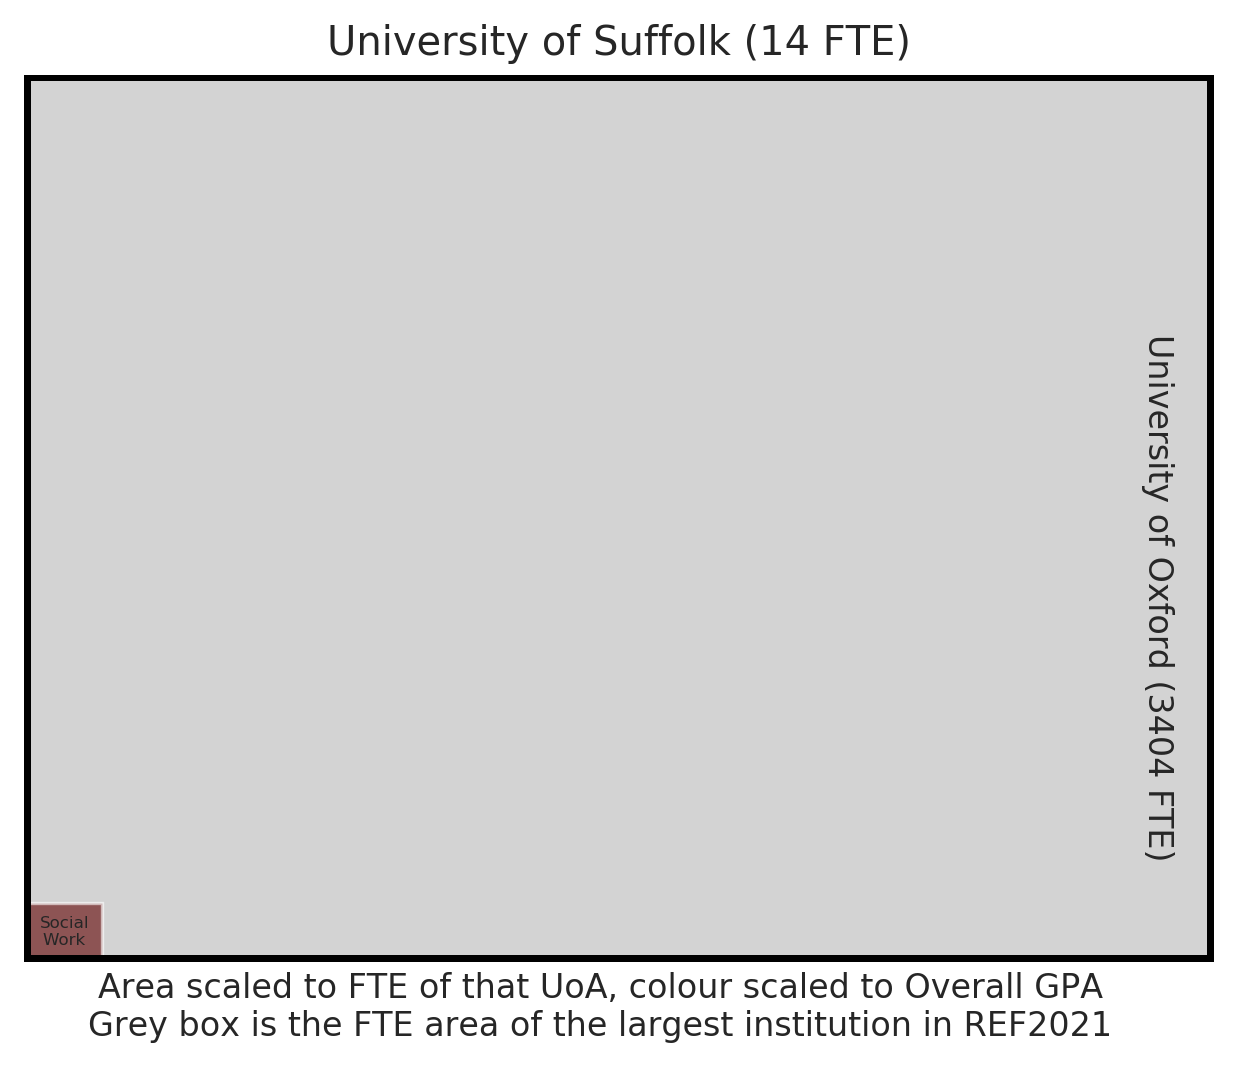 University of Suffolk (14 FTE)
University of Oxford (3404 FTE)
Social
Work
Area scaled to FTE of that UoA, colour scaled to Overall GPA
Grey box is the FTE area of the largest institution in REF2021